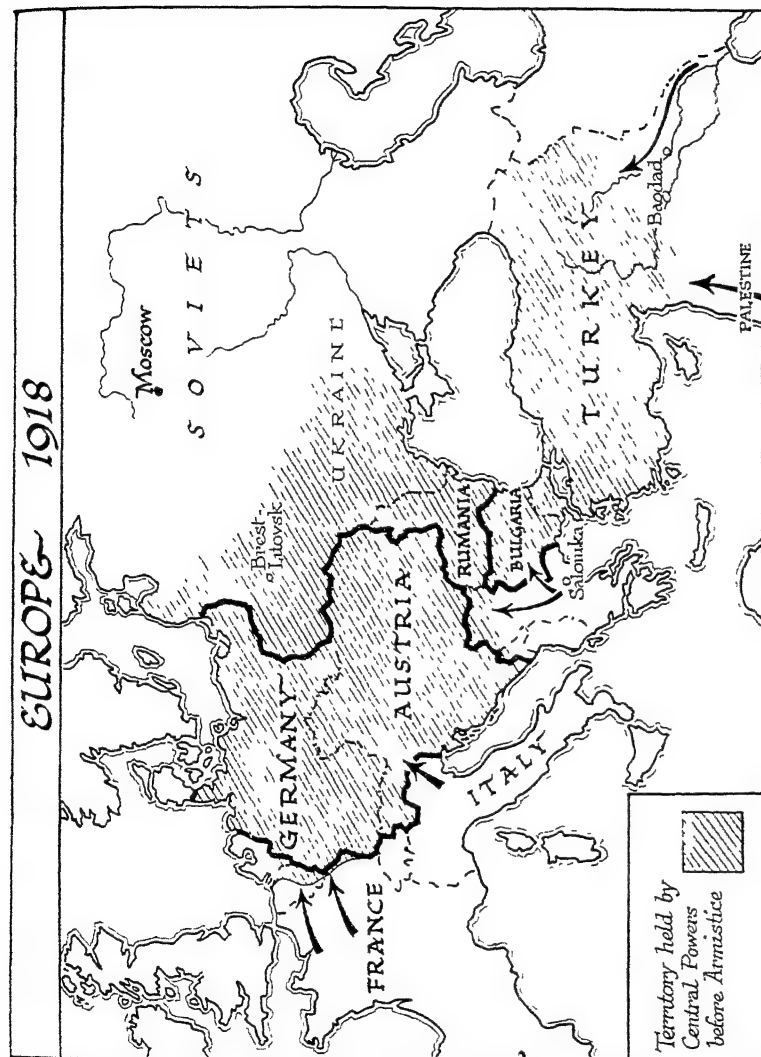 EUROPE 1918
Moscow
SOVIETS
UKRAINE
Brest
Litovsk
GERMANY
AUSTRIA
RUMANIA
BULGARIA
Salonika
TURKEY
Bagdad
PALESTINE
ITALY
FRANCE
Territory held by
Central Powers
before Armistice